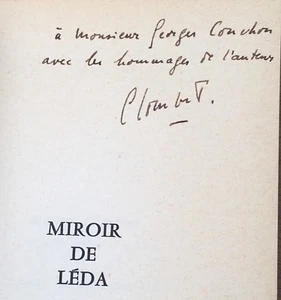 à Monsieur Georges Conchon
avec les hommages de l'auteur
MIROIR
DE
LÉDA